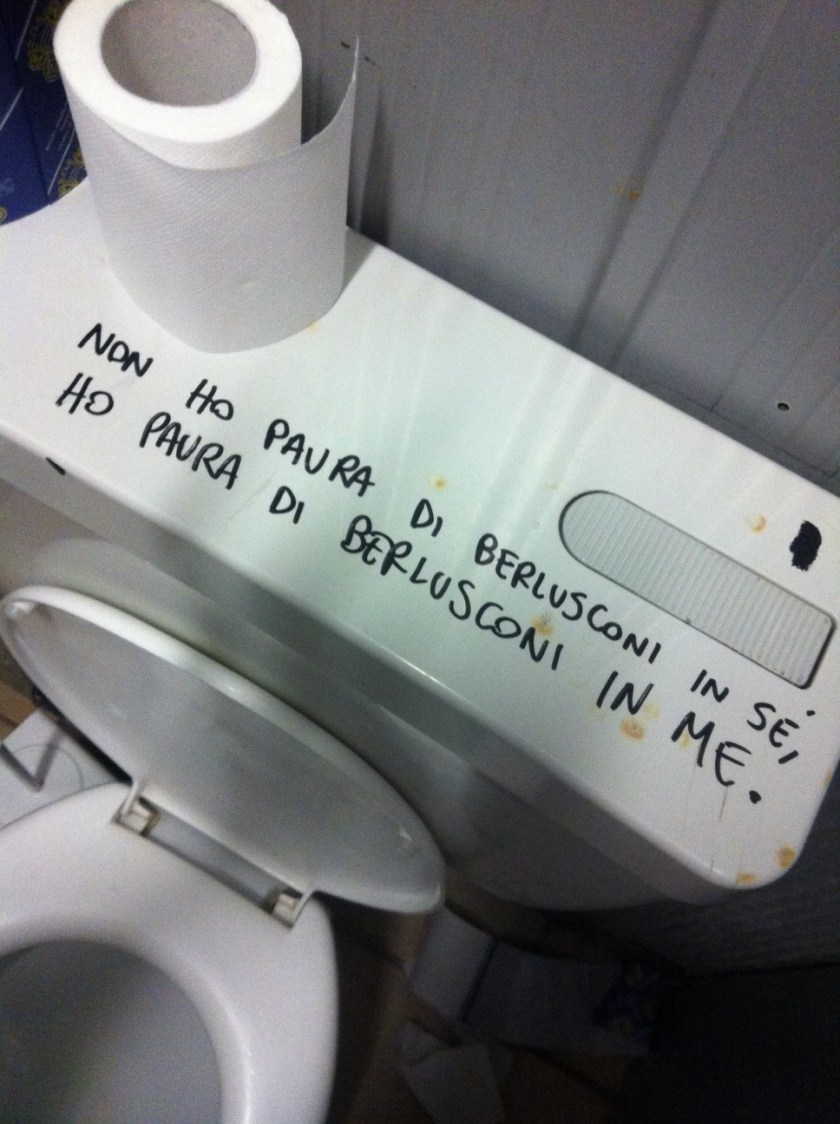 NON HO PAURA DI BERLUSCONI IN SÉ,
HO PAURA DI BERLUSCONI IN ME.